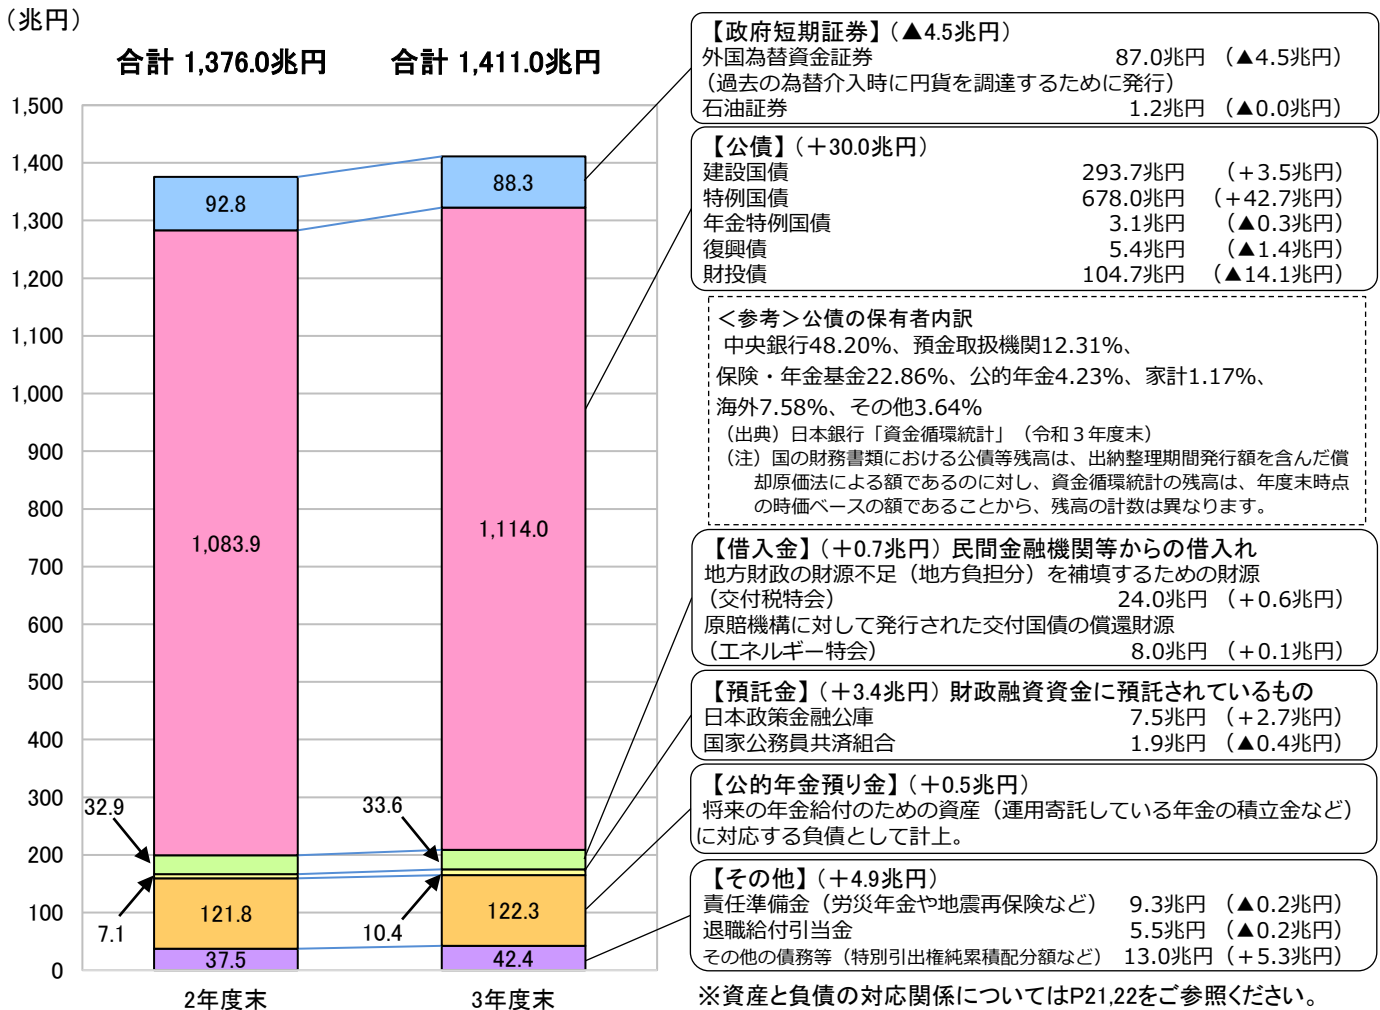 （兆円）
合計 1,376.0兆円
合計 1,411.0兆円
1,500
1,400
1,300
1,200
1,100
1,000
900
800
700
600
500
400
300
200
100
0
92.8
1,083.9
32.9
7.1
121.8
37.5
2年度末
88.3
1,114.0
33.6
10.4
122.3
42.4
3年度末
【政府短期証券】（▲4.5兆円）
外国為替資金証券 87.0兆円 （▲4.5兆円）
（過去の為替介入時に円貨を調達するために発行）
石油証券 1.2兆円 （▲0.0兆円）
【公債】（＋30.0兆円）
建設国債 293.7兆円 （＋3.5兆円）
特例国債 678.0兆円 （＋42.7兆円）
年金特例国債 3.1兆円 （▲0.3兆円）
復興債 5.4兆円 （▲1.4兆円）
財投債 104.7兆円 （▲14.1兆円）
＜参考＞公債の保有者内訳
中央銀行48.20%、預金取扱機関12.31%、
保険・年金基金22.86%、公的年金4.23%、家計1.17%、
海外7.58%、その他3.64%
（出典）日本銀行「資金循環統計」（令和３年度末）
（注）国の財務書類における公債等残高は、出納整理期間発行額を含んだ償
却原価法による額であるのに対し、資金循環統計の残高は、年度末時点
の時価ベースの額であることから、残高の計数は異なります。
【借入金】（＋0.7兆円）民間金融機関等からの借入れ
地方財政の財源不足（地方負担分）を補填するための財源
（交付税特会） 24.0兆円 （＋0.6兆円）
原賠機構に対して発行された交付国債の償還財源
（エネルギー特会） 8.0兆円 （＋0.1兆円）
【預託金】（＋3.4兆円）財政融資資金に預託されているもの
日本政策金融公庫 7.5兆円 （＋2.7兆円）
国家公務員共済組合 1.9兆円 （▲0.4兆円）
【公的年金預り金】（＋0.5兆円）
将来の年金給付のための資産（運用寄託している年金の積立金など）
に対応する負債として計上。
【その他】（＋4.9兆円）
責任準備金（労災年金や地震再保険など） 9.3兆円 （▲0.2兆円）
退職給付引当金 5.5兆円 （▲0.2兆円）
その他の債務等（特別引出権純累積配分額など） 13.0兆円（＋5.3兆円）
※資産と負債の対応関係についてはP21,22をご参照ください。